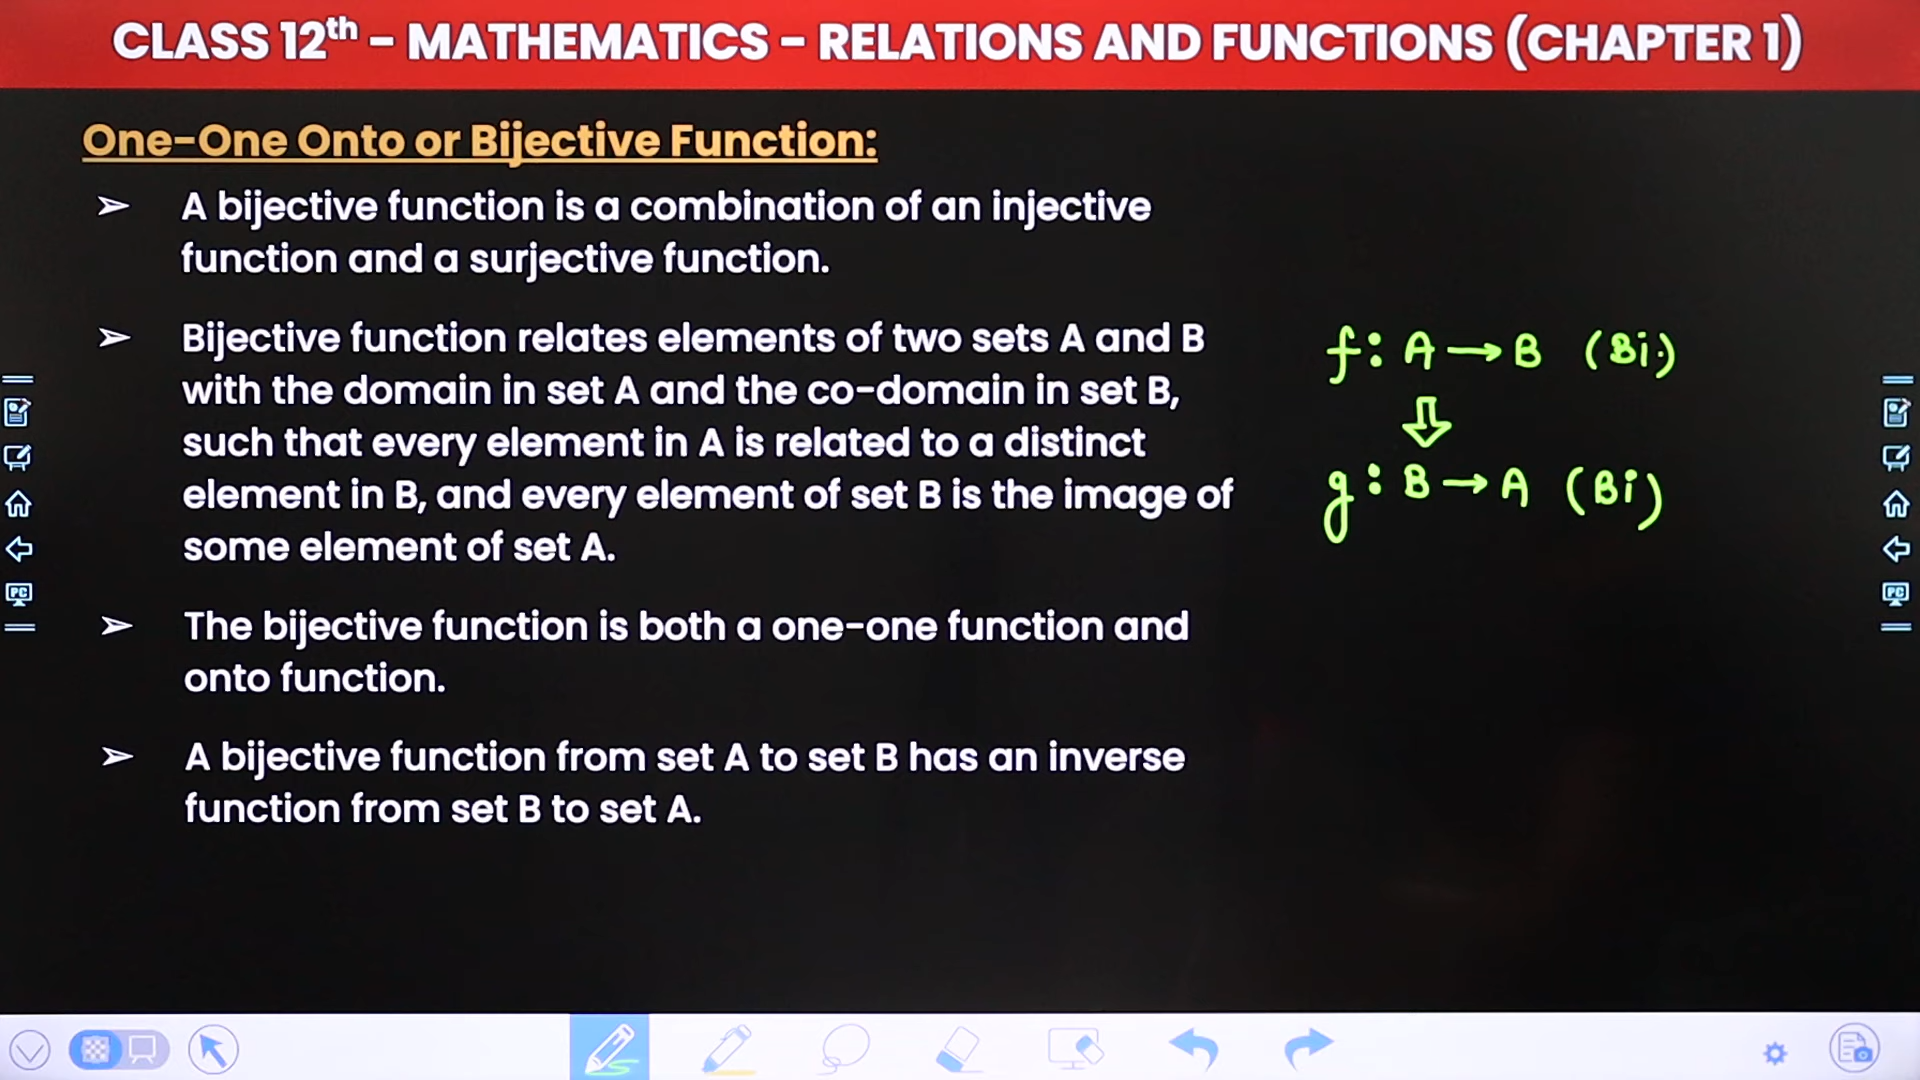 CLASS 12th - MATHEMATICS - RELATIONS AND FUNCTIONS (CHAPTER 1)
One-One Onto or Bijective Function:
➢ A bijective function is a combination of an injective
function and a surjective function.
➢ Bijective function relates elements of two sets A and B
with the domain in set A and the co-domain in set B,
such that every element in A is related to a distinct
element in B, and every element of set B is the image of
some element of set A.
➢ The bijective function is both a one-one function and
onto function.
➢ A bijective function from set A to set B has an inverse
function from set B to set A.
f: A → B (Bi.)
⇓
g: B → A (Bi)
PC
PC